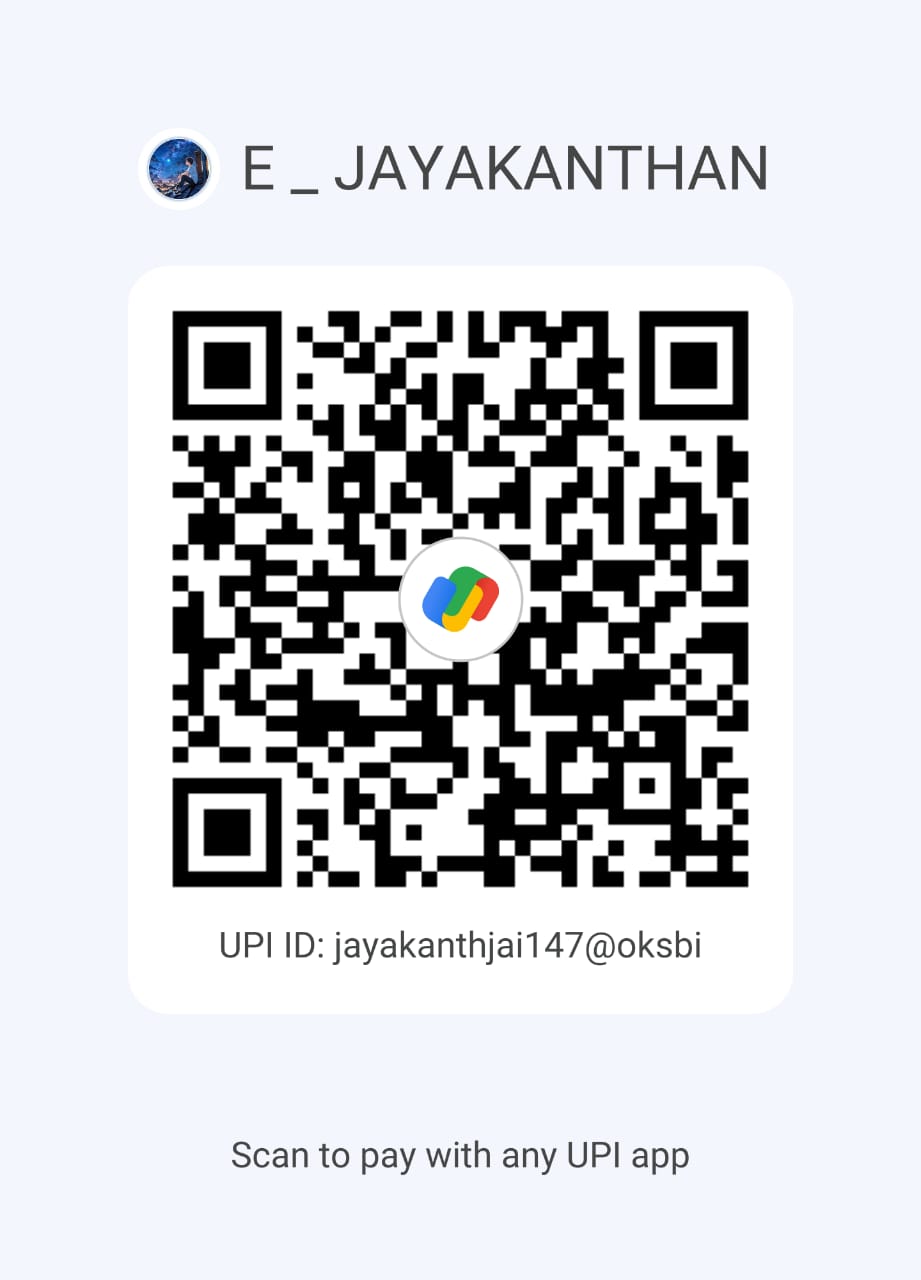 E _ JAYAKANTHAN
UPI ID: jayakanthjai147@oksbi
Scan to pay with any UPI app